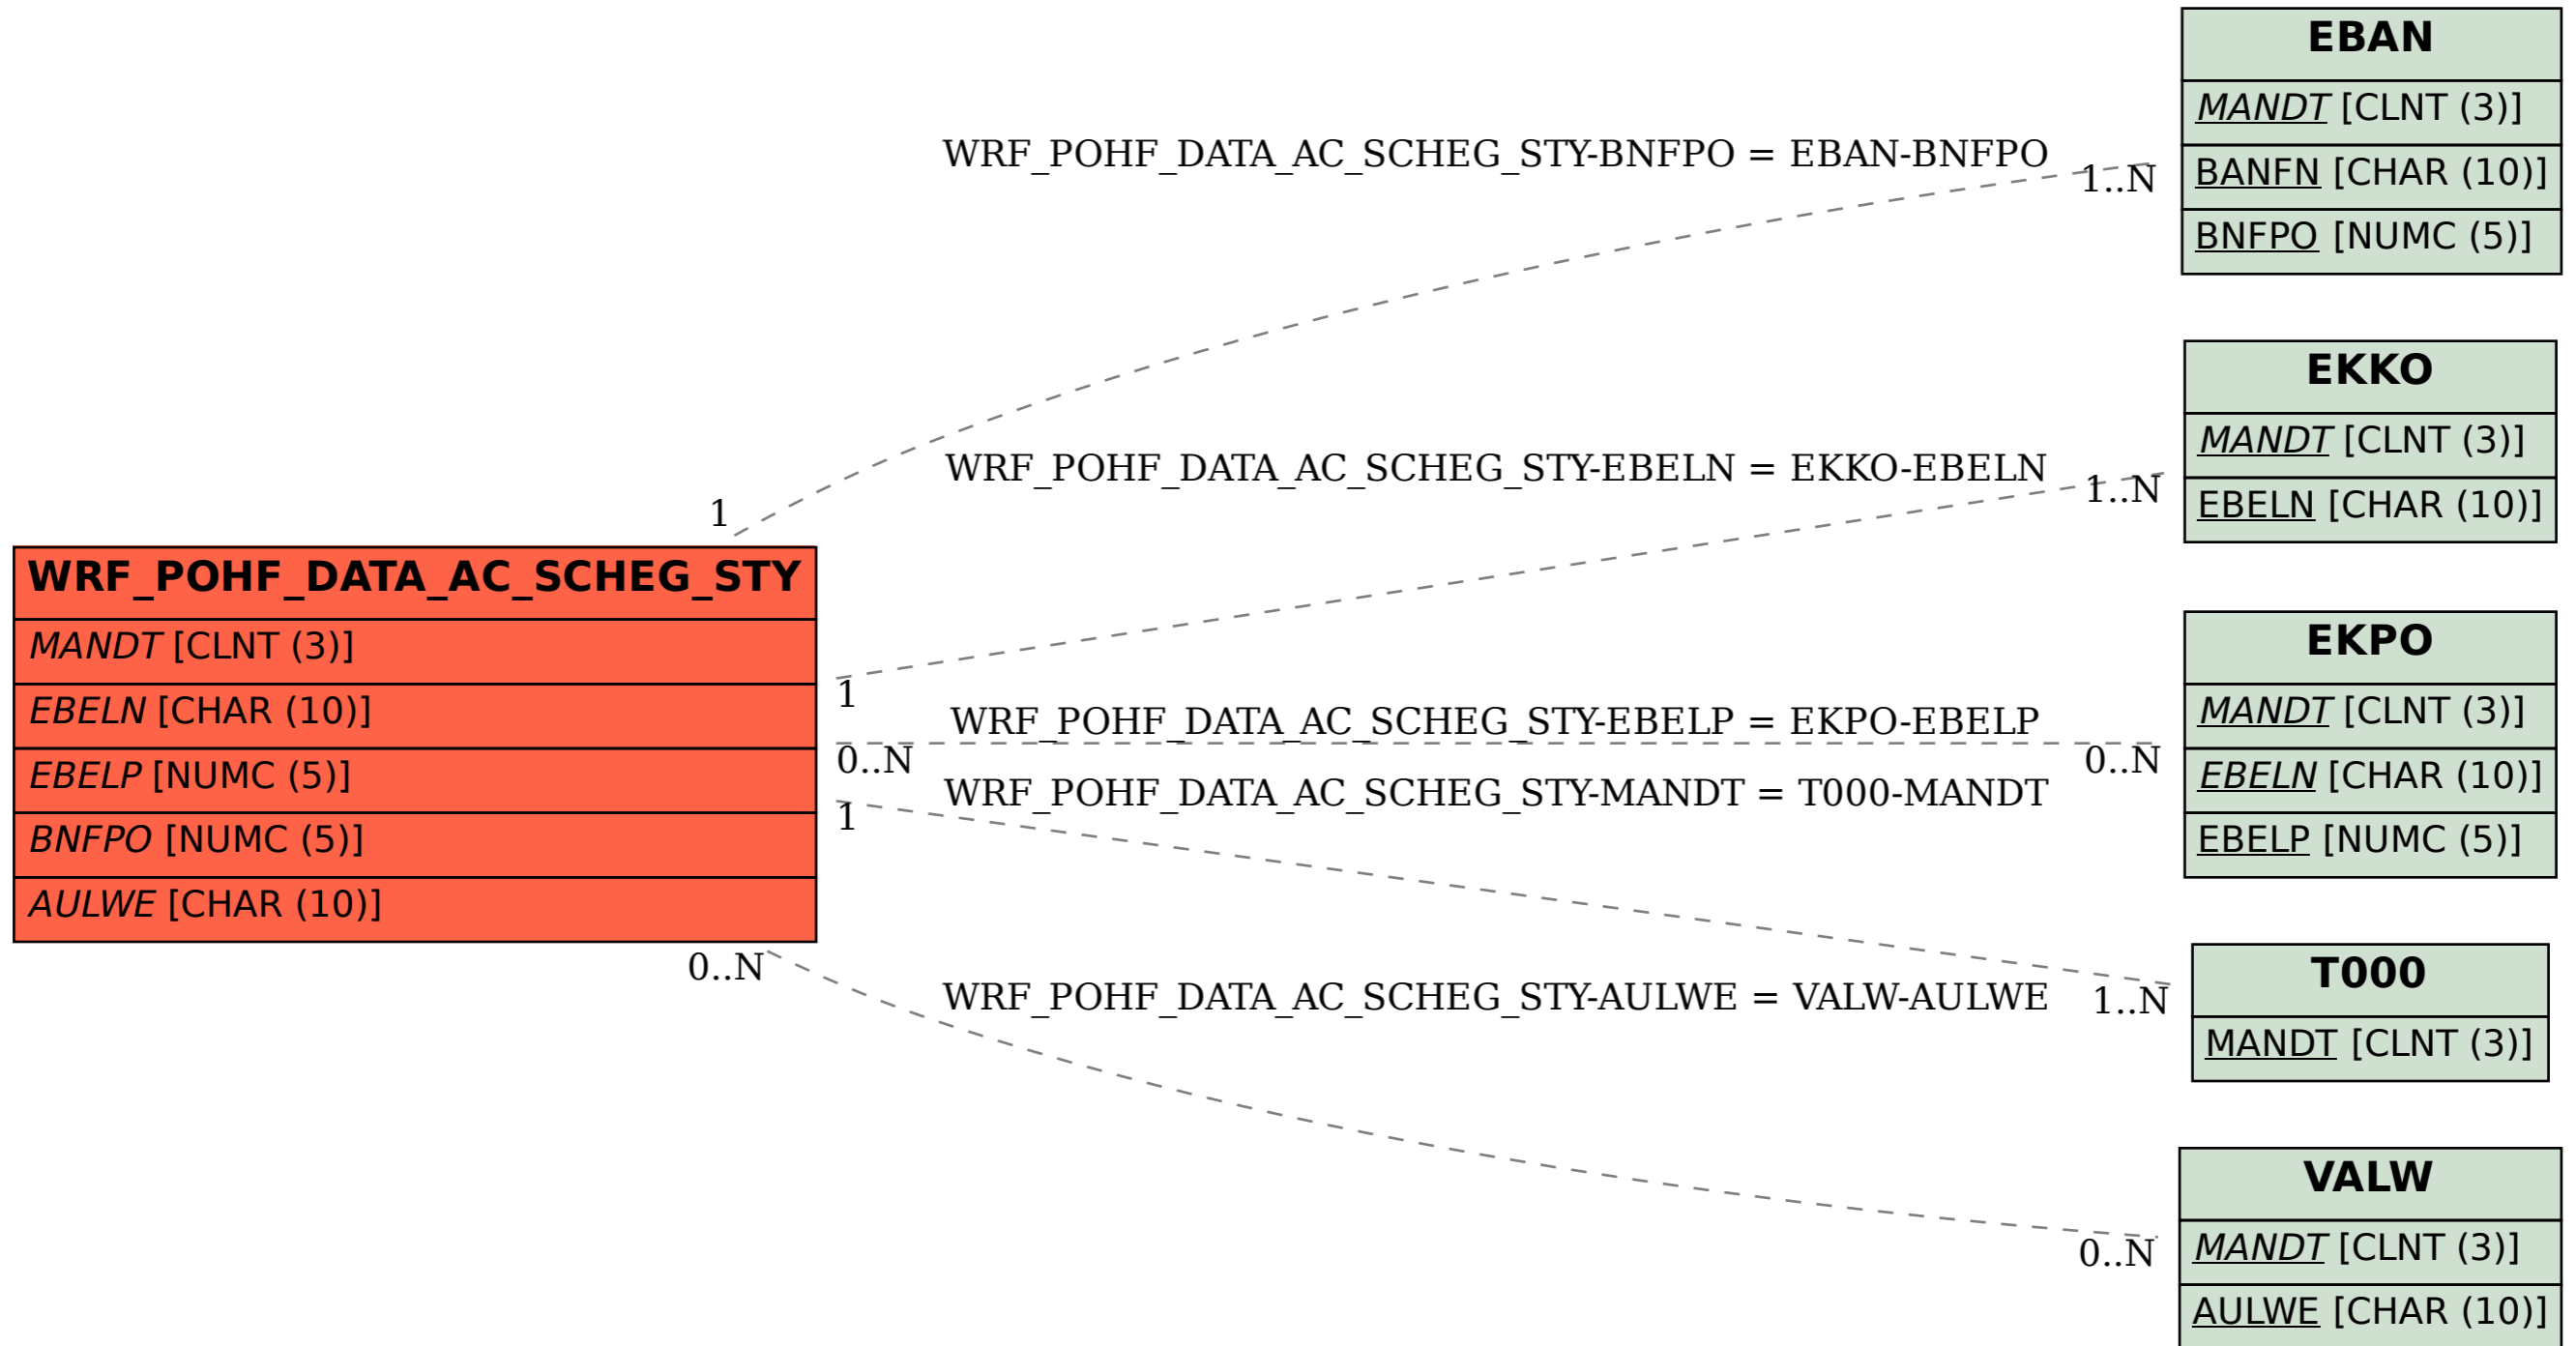 EBAN
MANDT [CLNT (3)]
BANFN [CHAR (10)]
BNFPO [NUMC (5)]
WRF_POHF_DATA_AC_SCHEG_STY-BNFPO = EBAN-BNFPO
1..N
1
EKKO
MANDT [CLNT (3)]
EBELN [CHAR (10)]
WRF_POHF_DATA_AC_SCHEG_STY-EBELN = EKKO-EBELN
1..N
1
WRF_POHF_DATA_AC_SCHEG_STY
MANDT [CLNT (3)]
EBELN [CHAR (10)]
EBELP [NUMC (5)]
BNFPO [NUMC (5)]
AULWE [CHAR (10)]
WRF_POHF_DATA_AC_SCHEG_STY-EBELP = EKPO-EBELP
0..N
0..N
EKPO
MANDT [CLNT (3)]
EBELN [CHAR (10)]
EBELP [NUMC (5)]
WRF_POHF_DATA_AC_SCHEG_STY-MANDT = T000-MANDT
1
1..N
T000
MANDT [CLNT (3)]
0..N
WRF_POHF_DATA_AC_SCHEG_STY-AULWE = VALW-AULWE
0..N
VALW
MANDT [CLNT (3)]
AULWE [CHAR (10)]